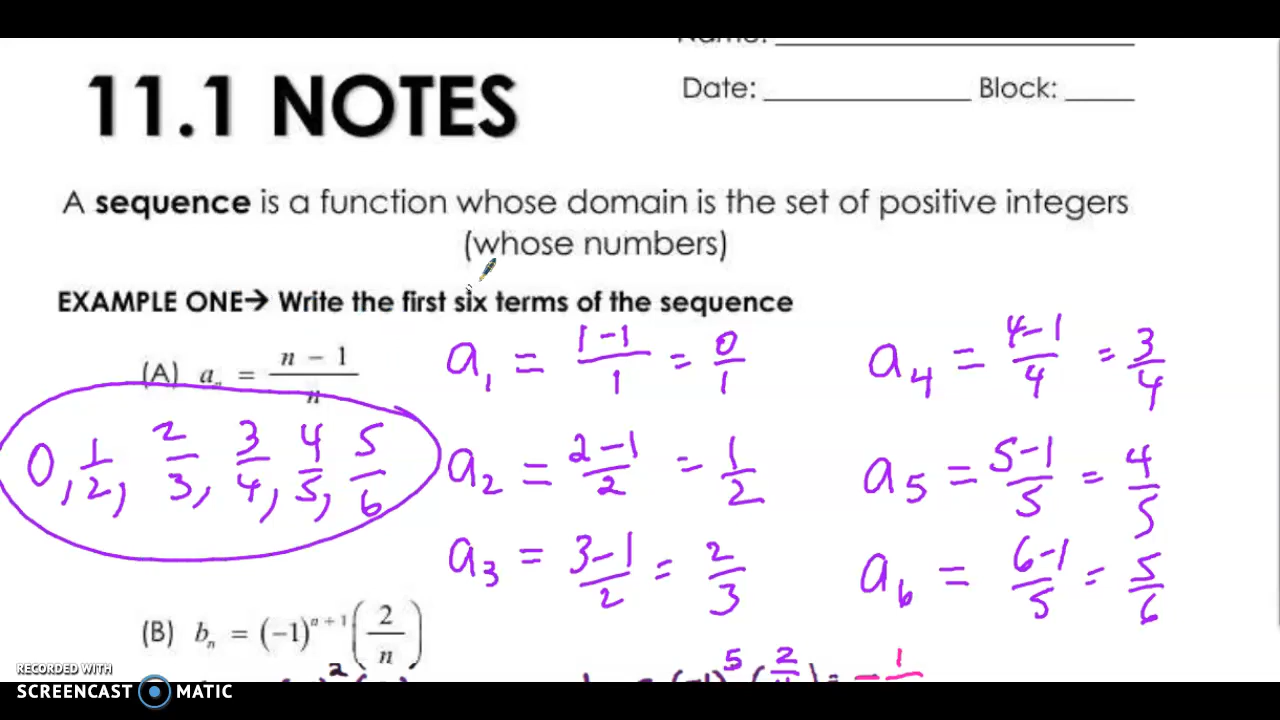 Name:
11.1 NOTES
Date: Block:
A sequence is a function whose domain is the set of positive integers
(whose numbers)
EXAMPLE ONE→ Write the first six terms of the sequence
(A) aₙ = (n − 1)/n
0, 1/2, 2/3, 3/4, 4/5, 5/6
a₁ = (1−1)/1 = 0/1
a₂ = (2−1)/2 = 1/2
a₃ = (3−1)/2 = 2/3
a₄ = (4−1)/4 = 3/4
a₅ = (5−1)/5 = 4/5
a₆ = (6−1)/5 = 5/6
(B) bₙ = (−1)ⁿ⁺¹(2/n)
RECORDED WITH
SCREENCAST MATIC